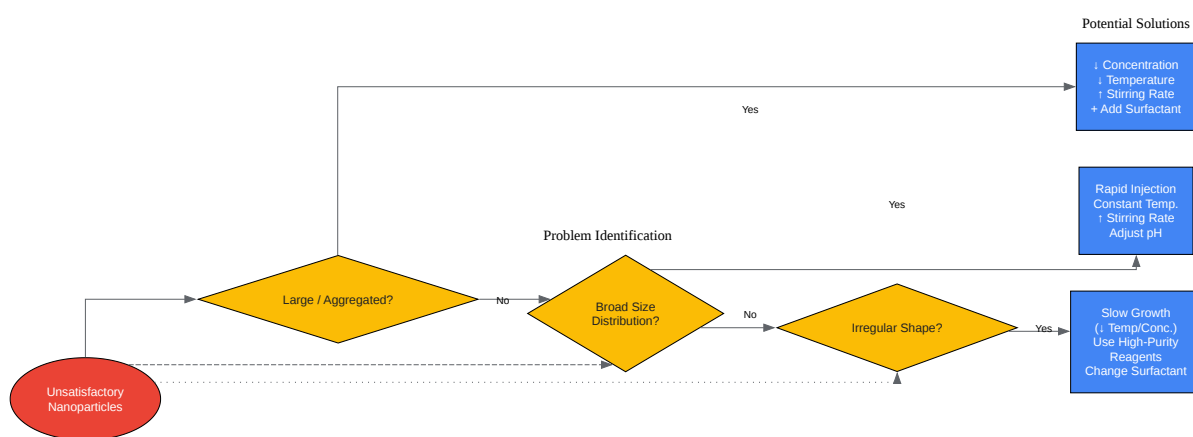 Potential Solutions
↓ Concentration
↓ Temperature
↑ Stirring Rate
+ Add Surfactant
Yes
Rapid Injection
Constant Temp.
↑ Stirring Rate
Adjust pH
Yes
Problem Identification
Large / Aggregated?
No
Broad Size
Distribution?
No
Irregular Shape?
Yes
Slow Growth
(↓ Temp/Conc.)
Use High-Purity
Reagents
Change Surfactant
Unsatisfactory
Nanoparticles